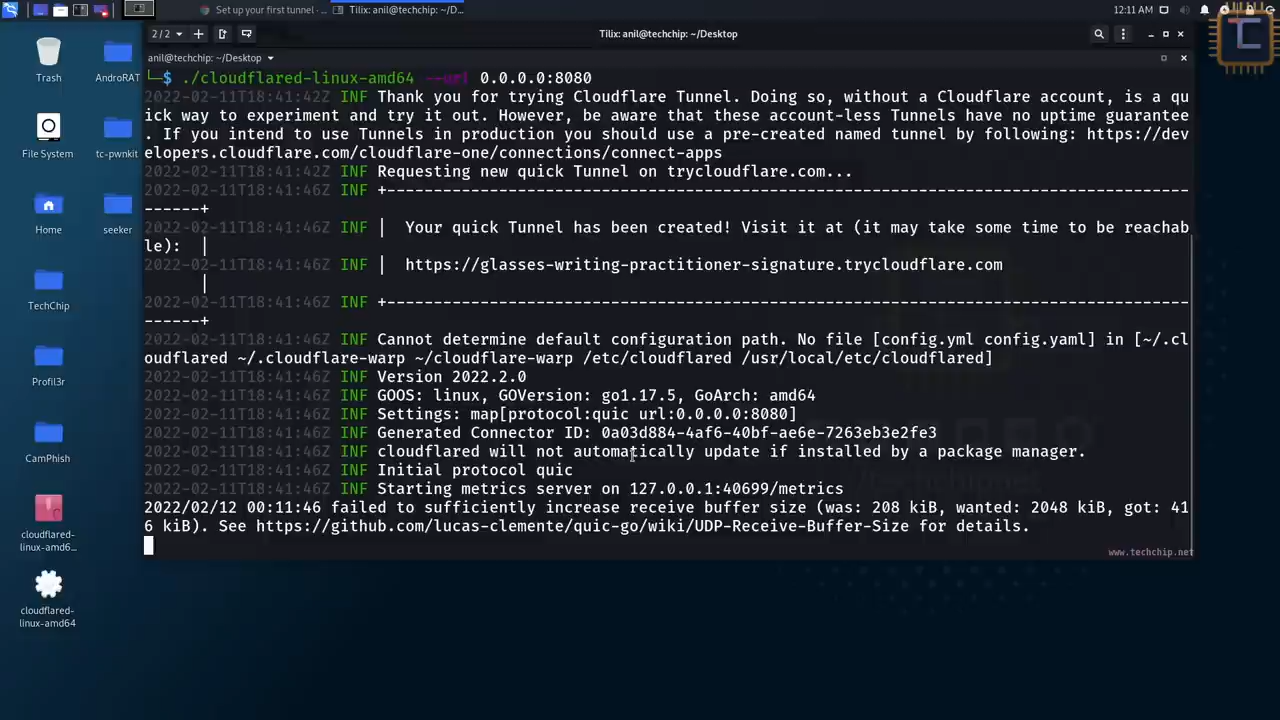 Set up your first tunnel ·...
Tilix: anil@techchip: ~/D...
12:11 AM
2/2
Tilix: anil@techchip: ~/Desktop
anil@techchip: ~/Desktop
└─$ ./cloudflared-linux-amd64 --url 0.0.0.0:8080
2022-02-11T18:41:42Z INF Thank you for trying Cloudflare Tunnel. Doing so, without a Cloudflare account, is a qu
ick way to experiment and try it out. However, be aware that these account-less Tunnels have no uptime guarantee
. If you intend to use Tunnels in production you should use a pre-created named tunnel by following: https://dev
elopers.cloudflare.com/cloudflare-one/connections/connect-apps
2022-02-11T18:41:42Z INF Requesting new quick Tunnel on trycloudflare.com...
2022-02-11T18:41:46Z INF +---------------------------------------------------------------------------------------
------+
2022-02-11T18:41:46Z INF |  Your quick Tunnel has been created! Visit it at (it may take some time to be reachab
le):  |
2022-02-11T18:41:46Z INF |  https://glasses-writing-practitioner-signature.trycloudflare.com
|
2022-02-11T18:41:46Z INF +---------------------------------------------------------------------------------------
------+
2022-02-11T18:41:46Z INF Cannot determine default configuration path. No file [config.yml config.yaml] in [~/.cl
oudflared ~/.cloudflare-warp ~/cloudflare-warp /etc/cloudflared /usr/local/etc/cloudflared]
2022-02-11T18:41:46Z INF Version 2022.2.0
2022-02-11T18:41:46Z INF GOOS: linux, GOVersion: go1.17.5, GoArch: amd64
2022-02-11T18:41:46Z INF Settings: map[protocol:quic url:0.0.0.0:8080]
2022-02-11T18:41:46Z INF Generated Connector ID: 0a03d884-4af6-40bf-ae6e-7263eb3e2fe3
2022-02-11T18:41:46Z INF cloudflared will not automatically update if installed by a package manager.
2022-02-11T18:41:46Z INF Initial protocol quic
2022-02-11T18:41:46Z INF Starting metrics server on 127.0.0.1:40699/metrics
2022/02/12 00:11:46 failed to sufficiently increase receive buffer size (was: 208 kiB, wanted: 2048 kiB, got: 41
6 kiB). See https://github.com/lucas-clemente/quic-go/wiki/UDP-Receive-Buffer-Size for details.
www.techchip.net
Trash
AndroRAT
File System
tc-pwnkit
Home
seeker
TechChip
Profil3r
CamPhish
cloudflared-
linux-amd6...
cloudflared-
linux-amd64